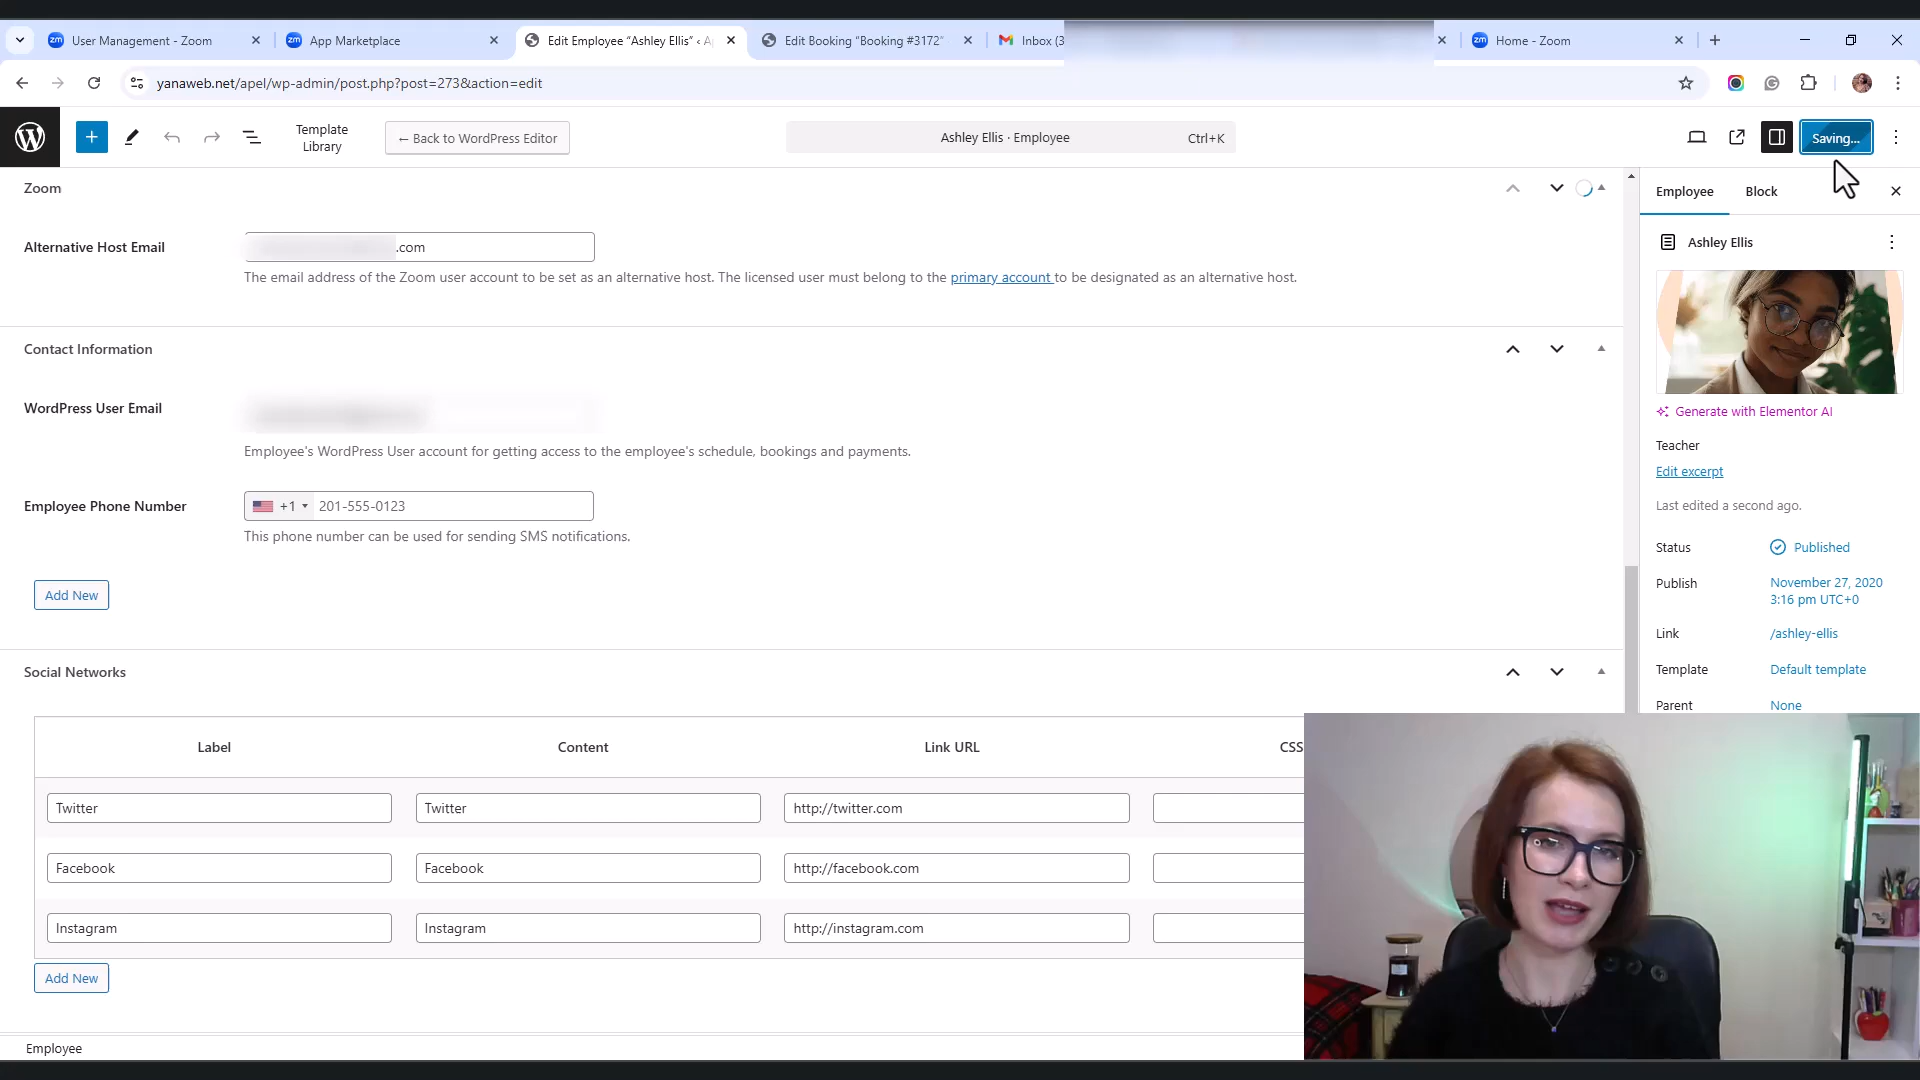 User Management - Zoom
App Marketplace
Edit Employee “Ashley Ellis” ‹ A
Edit Booking “Booking #3172”
Inbox (3
Home - Zoom
yanaweb.net/apel/wp-admin/post.php?post=273&action=edit
Template
Library
← Back to WordPress Editor
Ashley Ellis · Employee
Ctrl+K
Saving...
Zoom
Alternative Host Email
.com
The email address of the Zoom user account to be set as an alternative host. The licensed user must belong to the primary account to be designated as an alternative host.
Contact Information
WordPress User Email
Employee's WordPress User account for getting access to the employee's schedule, bookings and payments.
Employee Phone Number
+1
201-555-0123
This phone number can be used for sending SMS notifications.
Add New
Social Networks
Label
Content
Link URL
CSS
Twitter
Twitter
http://twitter.com
Facebook
Facebook
http://facebook.com
Instagram
Instagram
http://instagram.com
Add New
Employee
Employee
Block
Ashley Ellis
Generate with Elementor AI
Teacher
Edit excerpt
Last edited a second ago.
Status
Published
Publish
November 27, 2020
3:16 pm UTC+0
Link
/ashley-ellis
Template
Default template
Parent
None